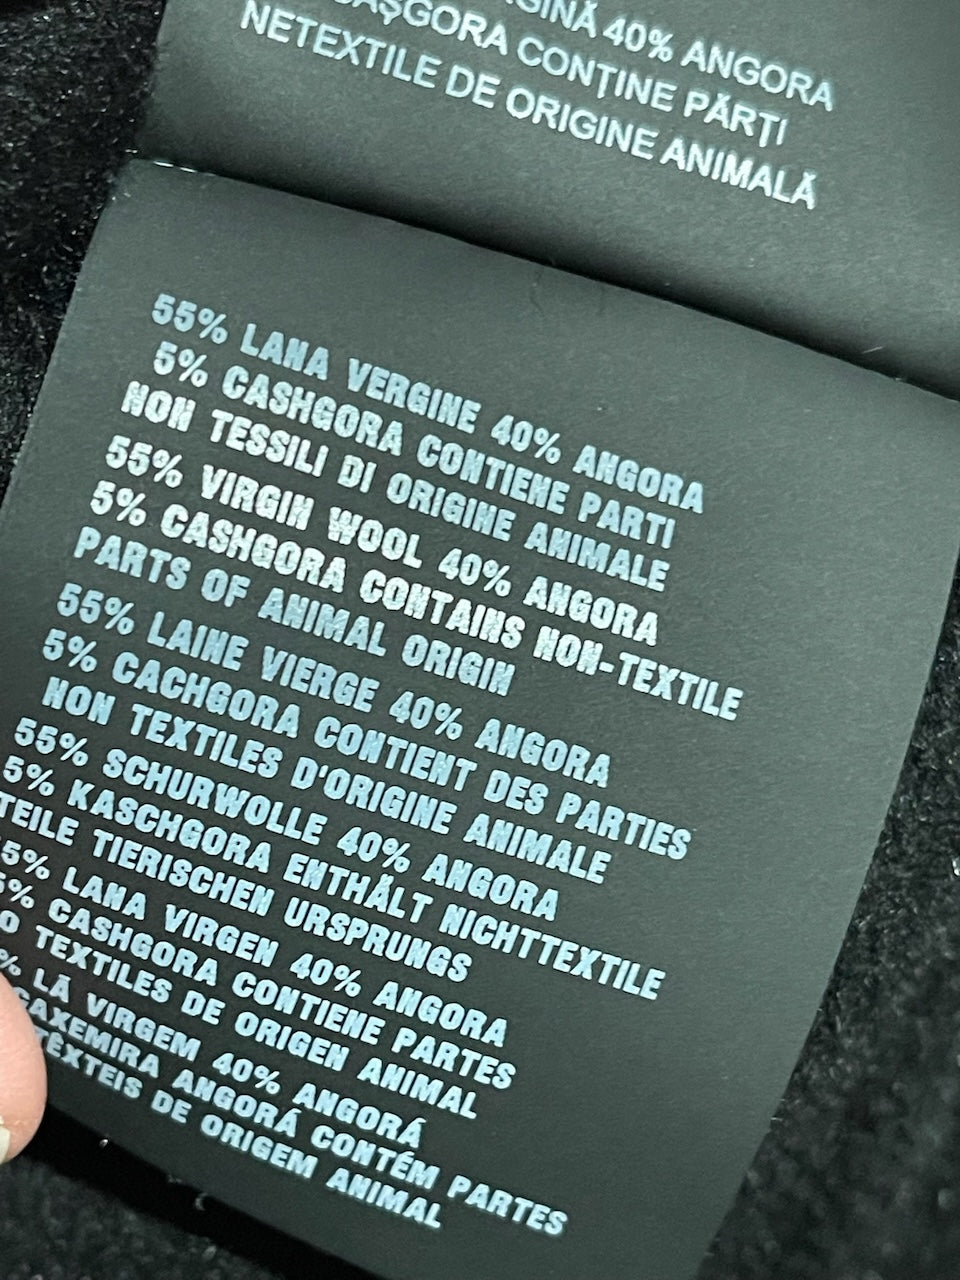 40% ANGORA
CONȚINE PĂRȚI
NETEXTILE DE ORIGINE ANIMALĂ
55% LANA VERGINE 40% ANGORA
5% CASHGORA CONTIENE PARTI
NON TESSILI DI ORIGINE ANIMALE
55% VIRGIN WOOL 40% ANGORA
5% CASHGORA CONTAINS NON-TEXTILE
PARTS OF ANIMAL ORIGIN
55% LAINE VIERGE 40% ANGORA
5% CACHGORA CONTIENT DES PARTIES
NON TEXTILES D'ORIGINE ANIMALE
55% SCHURWOLLE 40% ANGORA
5% KASCHGORA ENTHÄLT NICHTTEXTILE
TEILE TIERISCHEN URSPRUNGS
5% LANA VIRGEN 40% ANGORA
5% CASHGORA CONTIENE PARTES
O TEXTILES DE ORIGEN ANIMAL
% LÃ VIRGEM 40% ANGORÁ
CAXEMIRA ANGORÁ CONTÉM PARTES
TÊXTEIS DE ORIGEM ANIMAL